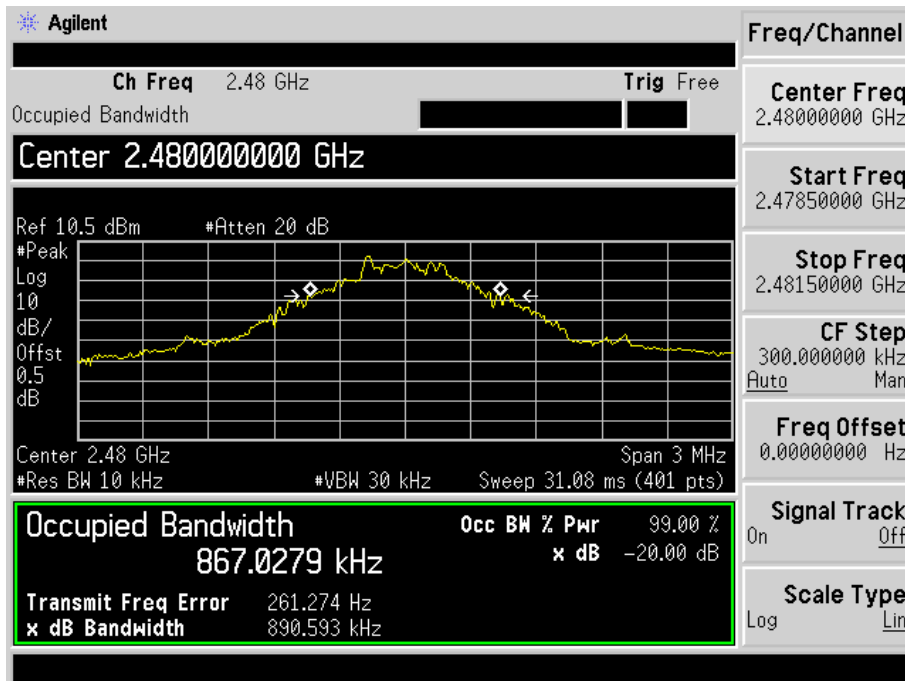 Agilent
Freq/Channel
Ch Freq 2.48 GHz Trig Free
Occupied Bandwidth
Center 2.480000000 GHz
Ref 10.5 dBm #Atten 20 dB
#Peak
Log
10
dB/
Offst
0.5
dB
Center 2.48 GHz Span 3 MHz
#Res BW 10 kHz #VBW 30 kHz Sweep 31.08 ms (401 pts)
Occupied Bandwidth Occ BW % Pwr 99.00 %
867.0279 kHz x dB -20.00 dB
Transmit Freq Error 261.274 Hz
x dB Bandwidth 890.593 kHz
Center Freq
2.48000000 GHz
Start Freq
2.47850000 GHz
Stop Freq
2.48150000 GHz
CF Step
300.000000 kHz
Auto Man
Freq Offset
0.00000000 Hz
Signal Track
On Off
Scale Type
Log Lin